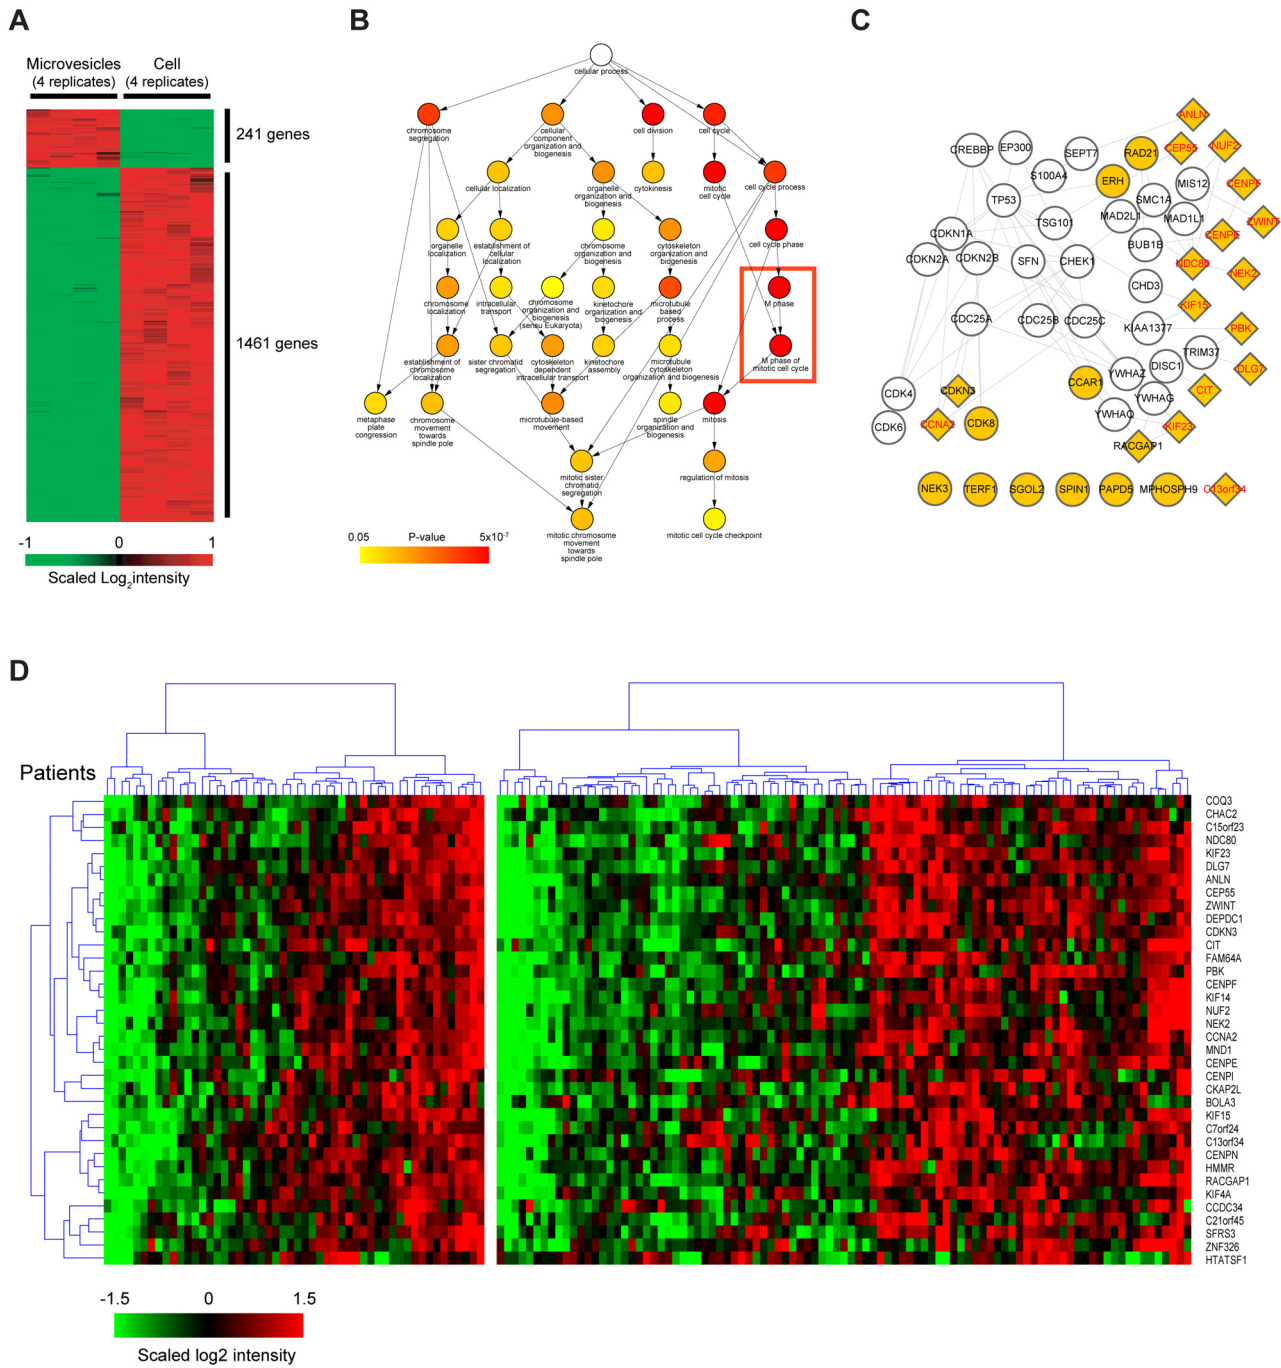 A
Microvesicles
(4 replicates)
Cell
(4 replicates)
241 genes
1461 genes
-1
0
1
Scaled Log2intensity
B
cellular process
chromosome
segregation
cellular
component
organization and
biogenesis
cell division
cell cycle
cellular localization
organelle
organization and
biogenesis
cytokinesis
mitotic
cell cycle
cell cycle process
organelle
localization
establishment of
cellular
localization
chromosome
organization and
biogenesis
cytoskeleton
organization and
biogenesis
cell cycle phase
chromosome
localization
intracellular
transport
chromosome
organization and
biogenesis
(sensu Eukaryota)
kinetochore
organization and
biogenesis
microtubule
based
process
M phase
establishment of
chromosome
localization
sister chromatid
segregation
cytoskeleton
dependent
intracellular transport
kinetochore
assembly
microtubule
cytoskeleton
organization and biogenesis
M phase of
mitotic cell cycle
metaphase
plate
congression
chromosome
movement
towards
spindle pole
microtubule-based
movement
spindle
organization and
biogenesis
mitosis
mitotic sister
chromatid
segregation
regulation of mitosis
mitotic chromosome
movement
towards
spindle pole
mitotic cell cycle checkpoint
0.05
P-value
5x10-7
C
ANLN
CREBBP
EP300
SEPT7
RAD21
CEP55
NUF2
S100A4
ERH
MIS12
CENPF
TP53
SMC1A
TSG101
MAD2L1
MAD1L1
ZWINT
CDKN1A
CENPE
BUB1B
CDKN2A
CDKN2B
SFN
CHEK1
NDC80
NEK2
CHD3
KIF15
CDC25A
CDC25B
CDC25C
KIAA1377
PBK
TRIM37
DISC1
DLG7
YWHAZ
CCAR1
CIT
CDK4
CDKN3
YWHAG
YWHAQ
CDK6
CCNA2
CDK8
KIF23
RACGAP1
NEK3
TERF1
SGOL2
SPIN1
PAPD5
MPHOSPH9
C13orf34
D
Patients
COQ3
CHAC2
C15orf23
NDC80
KIF23
DLG7
ANLN
CEP55
ZWINT
DEPDC1
CDKN3
CIT
FAM64A
PBK
CENPF
KIF14
NUF2
NEK2
CCNA2
MND1
CENPE
CENPI
CKAP2L
BOLA3
KIF15
C7orf24
C13orf34
CENPN
HMMR
RACGAP1
KIF4A
CCDC34
C21orf45
SFRS3
ZNF326
HTATSF1
-1.5
0
1.5
Scaled log2 intensity